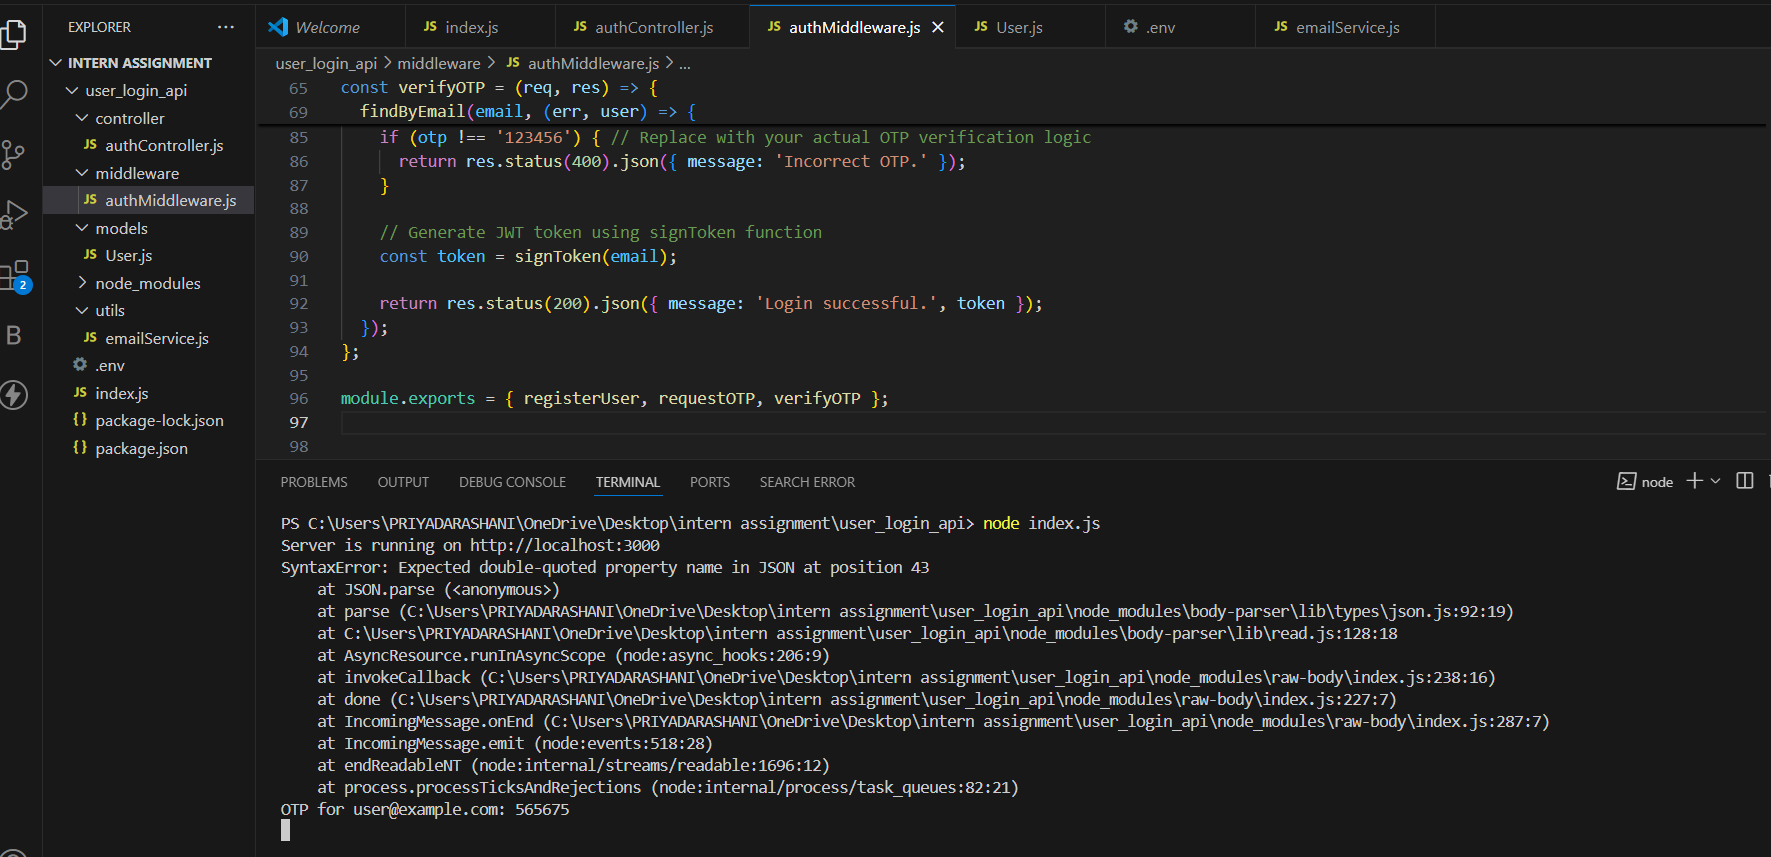 EXPLORER ···
Welcome
JS index.js
JS authController.js
JS authMiddleware.js
JS User.js
.env
JS emailService.js
INTERN ASSIGNMENT
user_login_api
controller
JS authController.js
middleware
JS authMiddleware.js
models
JS User.js
node_modules
utils
JS emailService.js
.env
JS index.js
{} package-lock.json
{} package.json
2
B
user_login_api > middleware > JS authMiddleware.js > ...
65 const verifyOTP = (req, res) => {
69 findByEmail(email, (err, user) => {
85 if (otp !== '123456') { // Replace with your actual OTP verification logic
86 return res.status(400).json({ message: 'Incorrect OTP.' });
87 }
88
89 // Generate JWT token using signToken function
90 const token = signToken(email);
91
92 return res.status(200).json({ message: 'Login successful.', token });
93 });
94 };
95
96 module.exports = { registerUser, requestOTP, verifyOTP };
97
98
PROBLEMS OUTPUT DEBUG CONSOLE TERMINAL PORTS SEARCH ERROR
node
PS C:\Users\PRIYADARASHANI\OneDrive\Desktop\intern assignment\user_login_api> node index.js
Server is running on http://localhost:3000
SyntaxError: Expected double-quoted property name in JSON at position 43
at JSON.parse (<anonymous>)
at parse (C:\Users\PRIYADARASHANI\OneDrive\Desktop\intern assignment\user_login_api\node_modules\body-parser\lib\types\json.js:92:19)
at C:\Users\PRIYADARASHANI\OneDrive\Desktop\intern assignment\user_login_api\node_modules\body-parser\lib\read.js:128:18
at AsyncResource.runInAsyncScope (node:async_hooks:206:9)
at invokeCallback (C:\Users\PRIYADARASHANI\OneDrive\Desktop\intern assignment\user_login_api\node_modules\raw-body\index.js:238:16)
at done (C:\Users\PRIYADARASHANI\OneDrive\Desktop\intern assignment\user_login_api\node_modules\raw-body\index.js:227:7)
at IncomingMessage.onEnd (C:\Users\PRIYADARASHANI\OneDrive\Desktop\intern assignment\user_login_api\node_modules\raw-body\index.js:287:7)
at IncomingMessage.emit (node:events:518:28)
at endReadableNT (node:internal/streams/readable:1696:12)
at process.processTicksAndRejections (node:internal/process/task_queues:82:21)
OTP for user@example.com: 565675